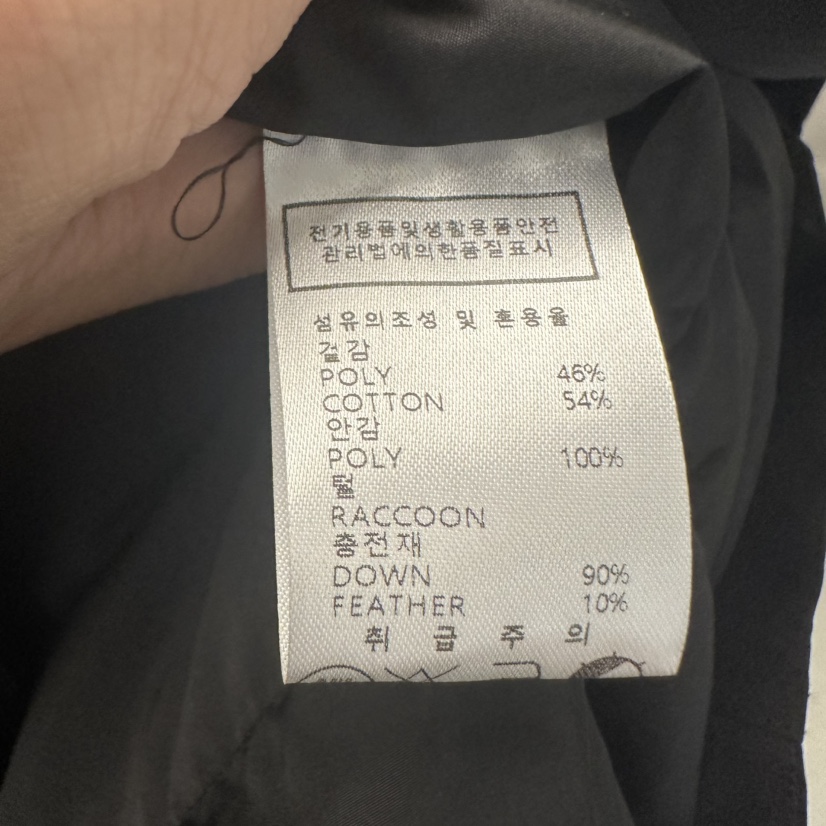 전기용품및생활용품안전
관리법에의한품질표시
섬유의조성 및 혼용율
겉감
POLY 46%
COTTON 54%
안감
POLY 100%
털
RACCOON
충전재
DOWN 90%
FEATHER 10%
취 급 주 의